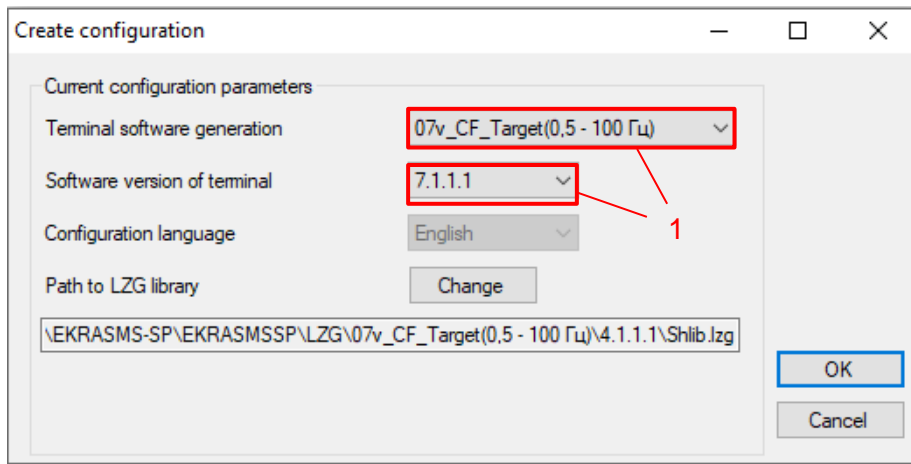 Create configuration
Current configuration parameters
Terminal software generation 07v_CF_Target(0,5 - 100 Гц)
Software version of terminal 7.1.1.1
1
Configuration language English
Path to LZG library Change
\EKRASMS-SP\EKRASMSSP\LZG\07v_CF_Target(0,5 - 100 Гц)\4.1.1.1\Shlib.lzg
OK
Cancel